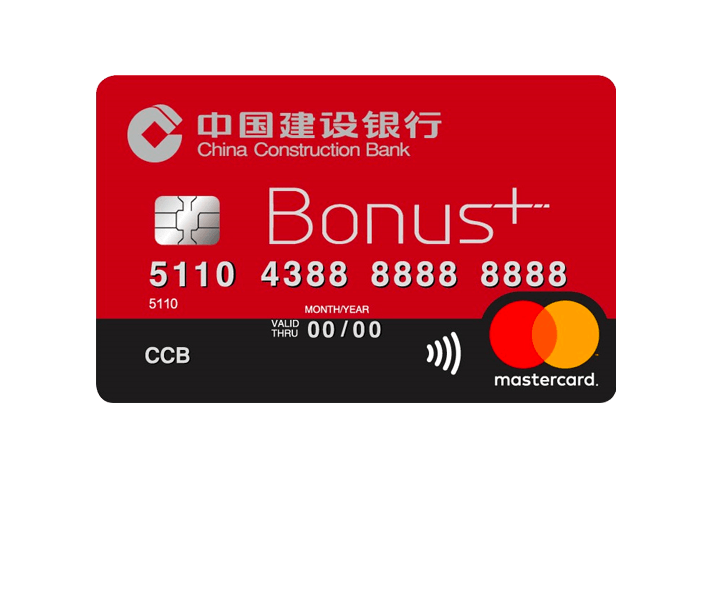 中国建设银行
China Construction Bank
Bonus+
5110 4388 8888 8888
5110
MONTH/YEAR
VALID THRU 00/00
CCB
mastercard.